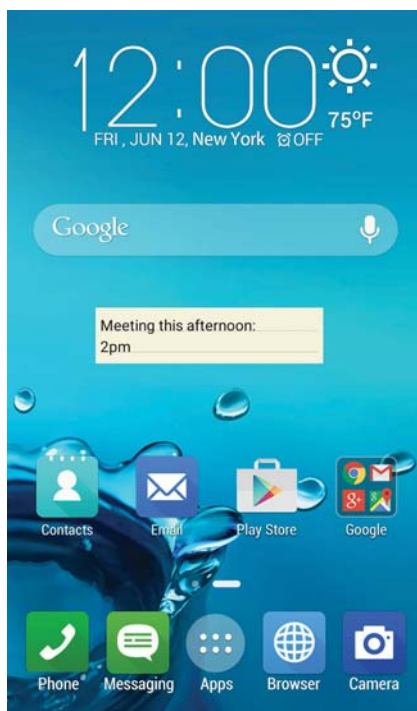 12:00
75°F
FRI , JUN 12, New York OFF
Google
Meeting this afternoon:
2pm
Contacts Email Play Store Google
Phone Messaging Apps Browser Camera